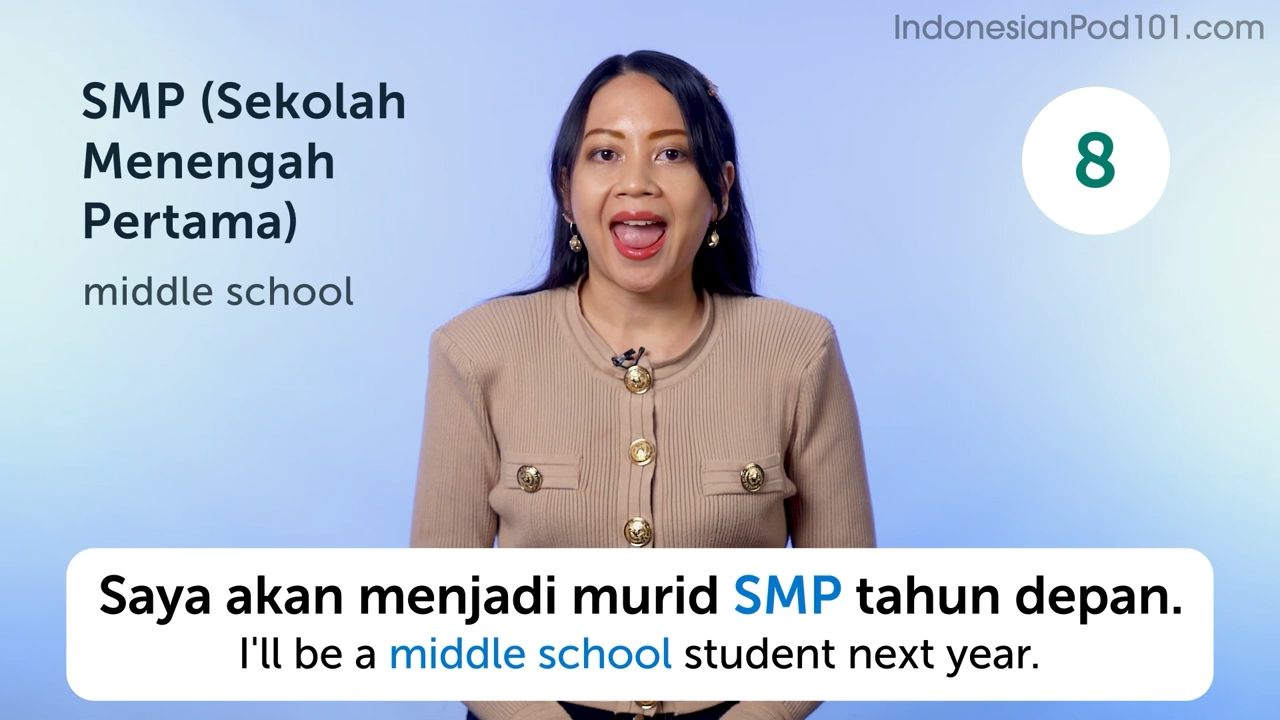 IndonesianPod101.com
SMP (Sekolah
Menengah
Pertama)
middle school
8
Saya akan menjadi murid SMP tahun depan.
I'll be a middle school student next year.